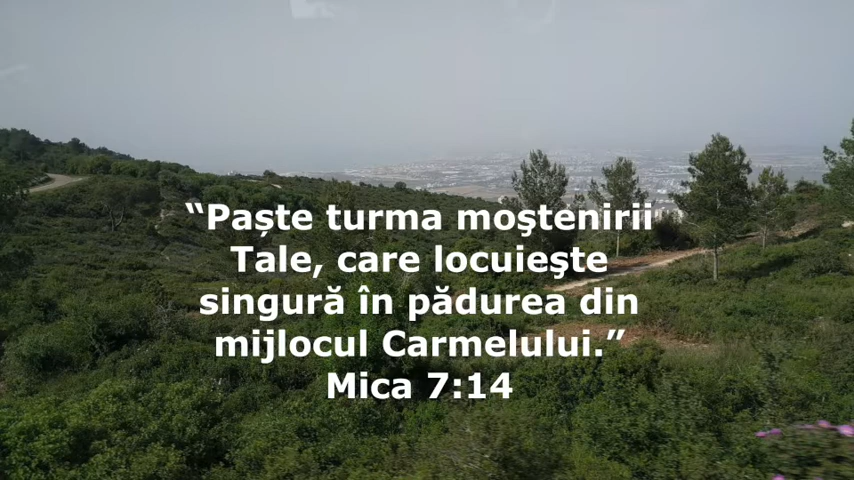 “Paște turma moştenirii
Tale, care locuieşte
singură în pădurea din
mijlocul Carmelului.”
Mica 7:14